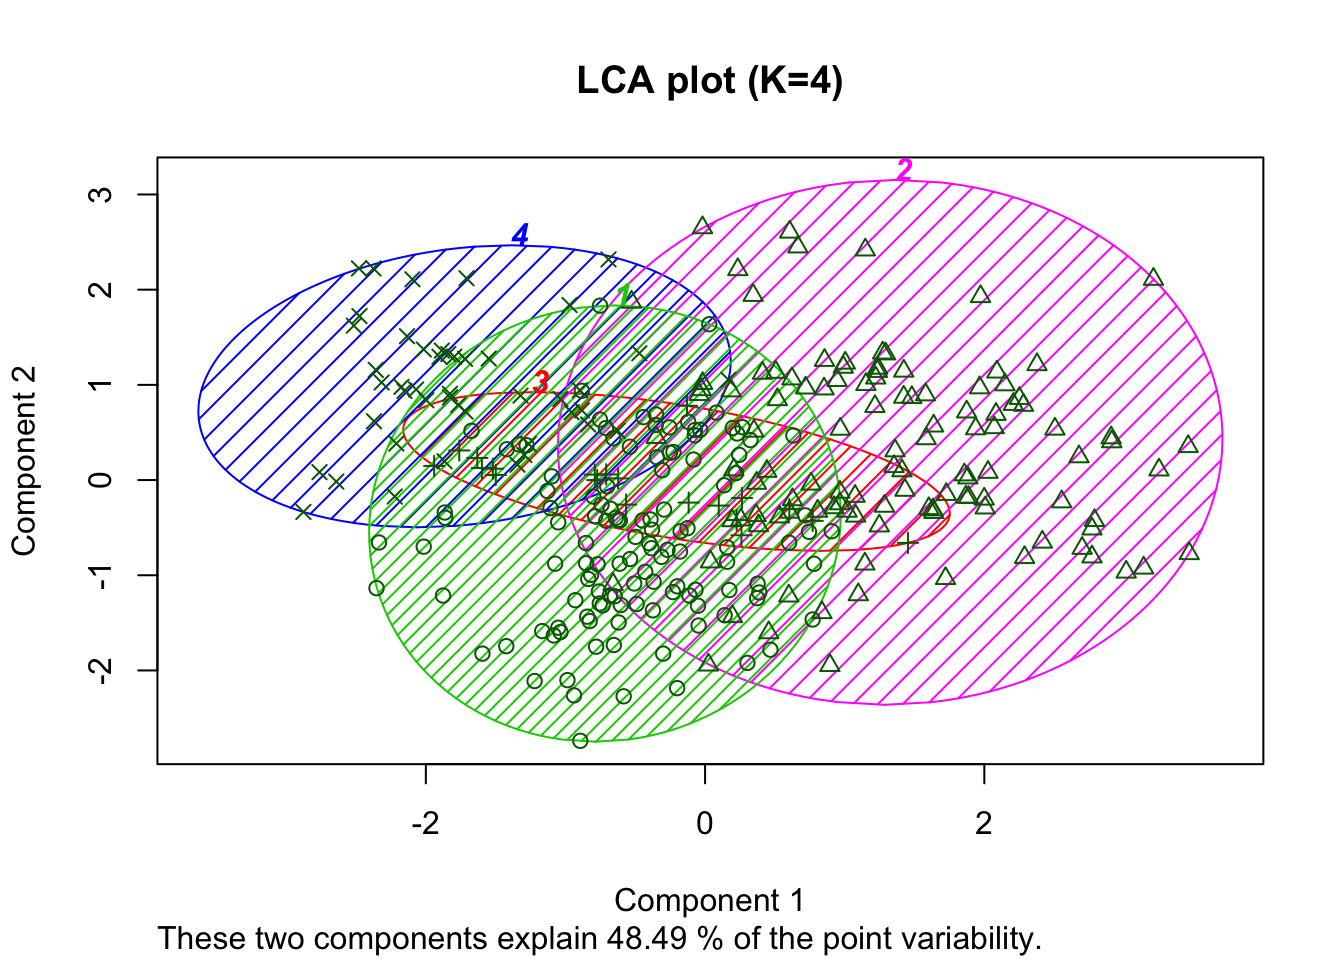 LCA plot (K=4)
2
4
1
3
3
2
1
0
-1
-2
Component 2
-2 0 2
Component 1
These two components explain 48.49 % of the point variability.